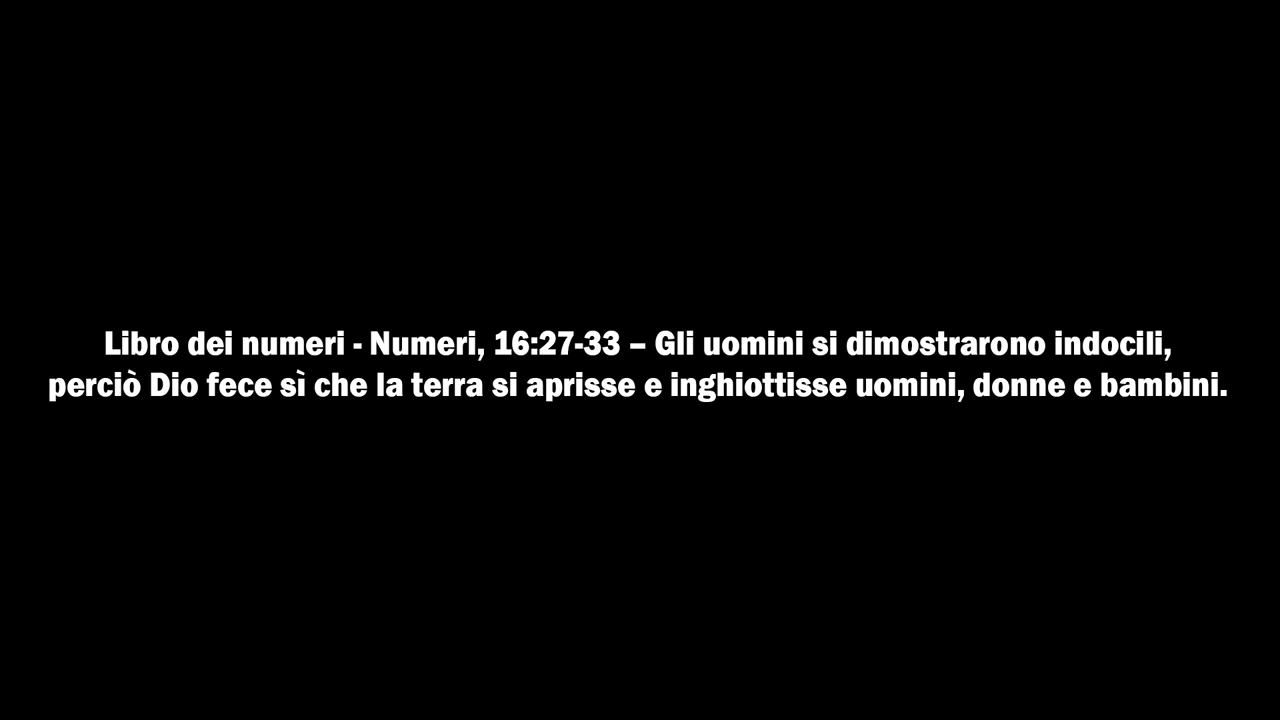 Libro dei numeri - Numeri, 16:27-33 – Gli uomini si dimostrarono indocili,
perciò Dio fece sì che la terra si aprisse e inghiottisse uomini, donne e bambini.